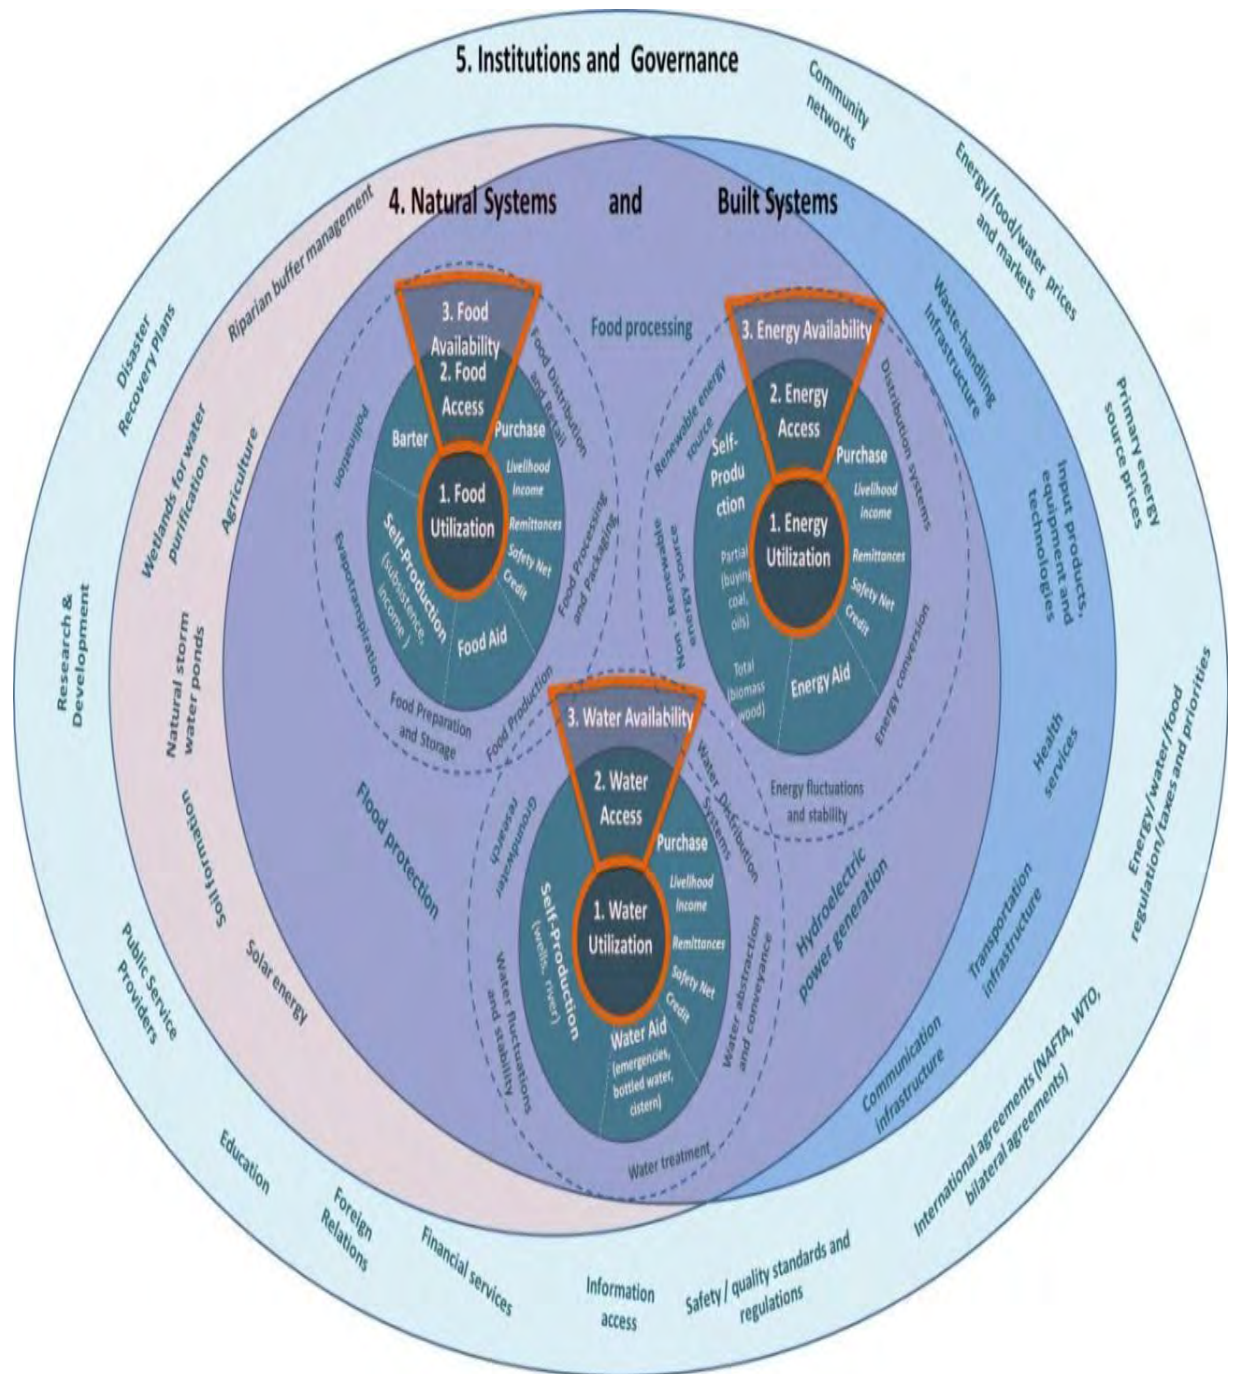 5. Institutions and Governance
Community
networks
Energy/food/water prices
and markets
Primary energy
source prices
Energy/water/food
regulation/taxes and priorities
International agreements (NAFTA, WTO,
bilateral agreements)
Safety / quality standards and
regulations
Information
access
Financial services
Foreign
Relations
Education
Public Service
Providers
Research &
Development
Disaster
Recovery Plans
4. Natural Systems and Built Systems
Riparian buffer management
Wetlands for water
purification
Agriculture
Natural storm
water ponds
Soil formation
Solar energy
Waste-handling
Infrastructure
Input products,
equipment and
technologies
Health
services
Transportation
infrastructure
Communication
infrastructure
Food processing
Flood protection
Hydroelectric
power generation
3. Food
Availability
2. Food
Access
1. Food
Utilization
Barter
Purchase
Livelihood
Income
Remittances
Safety Net
Credit
Food Aid
Self-Production
(subsistence,
income )
Food Distribution
and Retail
Food Processing
and Packaging
Food Production
Food Preparation
and Storage
Evapotranspiration
Pollination
3. Energy Availability
2. Energy
Access
1. Energy
Utilization
Purchase
Livelihood
Income
Remittances
Safety Net
Credit
Energy Aid
Self-
Produ
ction
Partial
(buying
coal,
oils)
Total
(biomass
wood)
Renewable energy
source
Non - Renewable
energy source
Distribution systems
Energy conversion
Energy fluctuations
and stability
3. Water Availability
2. Water
Access
1. Water
Utilization
Purchase
Livelihood
Income
Remittances
Safety Net
Credit
Water Aid
(emergencies,
bottled water,
cistern)
Self-Production
(wells, river)
Groundwater
research
Water Distribution
Systems
Water abstraction
and conveyance
Water treatment
Water fluctuations
and stability